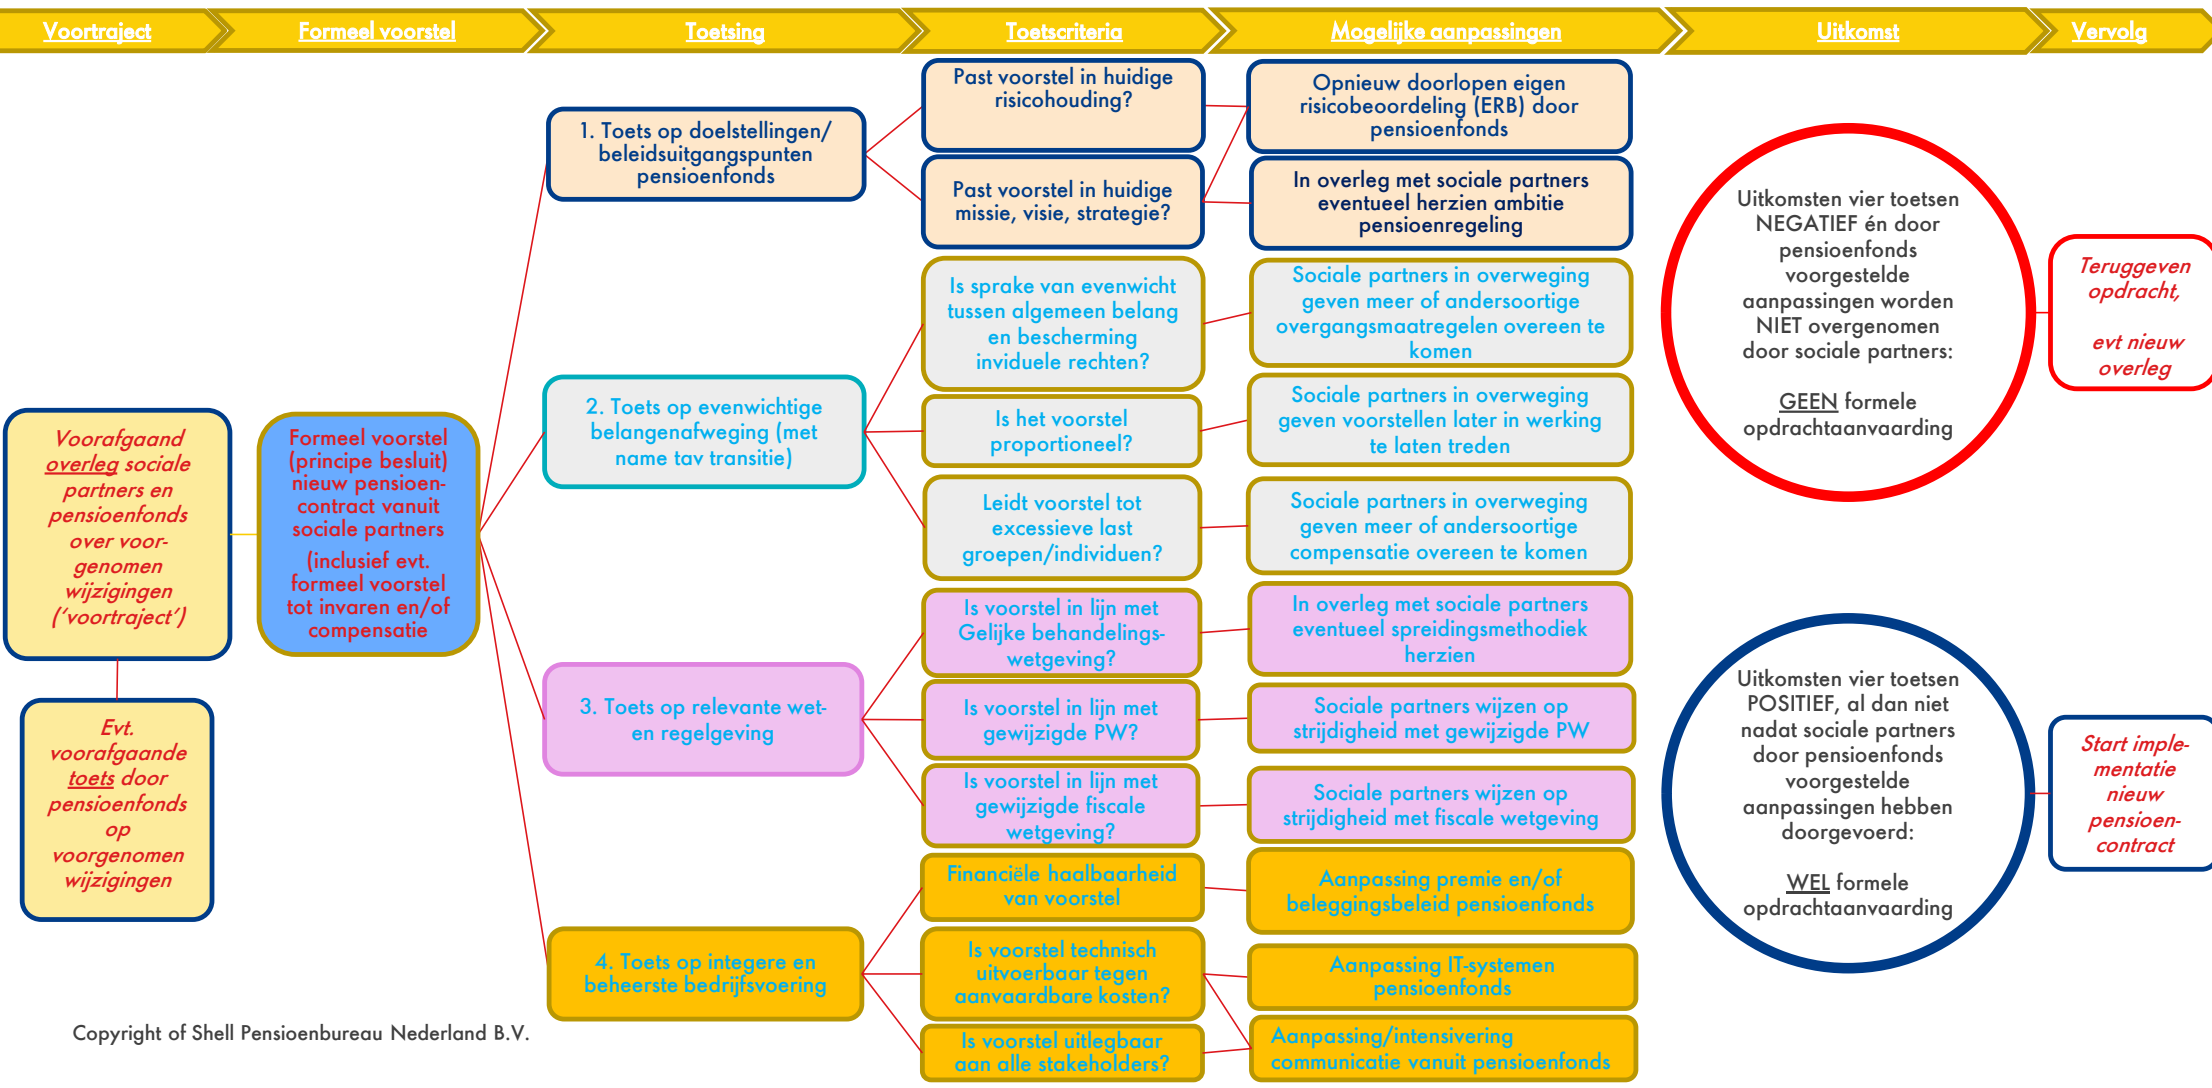 Voortraject
Formeel voorstel
Toetsing
Toetscriteria
Mogelijke aanpassingen
Uitkomst
Vervolg
Voorafgaand
overleg sociale
partners en
pensioenfonds
over voor-
genomen
wijzigingen
(‘voortraject’)
Evt.
voorafgaande
toets door
pensioenfonds
op
voorgenomen
wijzigingen
Formeel voorstel
(principe besluit)
nieuw pensioen-
contract vanuit
sociale partners
(inclusief evt.
formeel voorstel
tot invaren en/of
compensatie
1. Toets op doelstellingen/
beleidsuitgangspunten
pensioenfonds
Past voorstel in huidige
risicohouding?
Past voorstel in huidige
missie, visie, strategie?
Opnieuw doorlopen eigen
risicobeoordeling (ERB) door
pensioenfonds
In overleg met sociale partners
eventueel herzien ambitie
pensioenregeling
2. Toets op evenwichtige
belangenafweging (met
name tav transitie)
Is sprake van evenwicht
tussen algemeen belang
en bescherming
inviduele rechten?
Is het voorstel
proportioneel?
Leidt voorstel tot
excessieve last
groepen/individuen?
Sociale partners in overweging
geven meer of andersoortige
overgangsmaatregelen overeen te
komen
Sociale partners in overweging
geven voorstellen later in werking
te laten treden
Sociale partners in overweging
geven meer of andersoortige
compensatie overeen te komen
3. Toets op relevante wet-
en regelgeving
Is voorstel in lijn met
Gelijke behandelings-
wetgeving?
Is voorstel in lijn met
gewijzigde PW?
Is voorstel in lijn met
gewijzigde fiscale
wetgeving?
In overleg met sociale partners
eventueel spreidingsmethodiek
herzien
Sociale partners wijzen op
strijdigheid met gewijzigde PW
Sociale partners wijzen op
strijdigheid met fiscale wetgeving
4. Toets op integere en
beheerste bedrijfsvoering
Financiële haalbaarheid
van voorstel
Is voorstel technisch
uitvoerbaar tegen
aanvaardbare kosten?
Is voorstel uitlegbaar
aan alle stakeholders?
Aanpassing premie en/of
beleggingsbeleid pensioenfonds
Aanpassing IT-systemen
pensioenfonds
Aanpassing/intensivering
communicatie vanuit pensioenfonds
Uitkomsten vier toetsen
NEGATIEF én door
pensioenfonds
voorgestelde
aanpassingen worden
NIET overgenomen
door sociale partners:
GEEN formele
opdrachtaanvaarding
Teruggeven
opdracht,
evt nieuw
overleg
Uitkomsten vier toetsen
POSITIEF, al dan niet
nadat sociale partners
door pensioenfonds
voorgestelde
aanpassingen hebben
doorgevoerd:
WEL formele
opdrachtaanvaarding
Start imple-
mentatie
nieuw
pensioen-
contract
Copyright of Shell Pensioenbureau Nederland B.V.